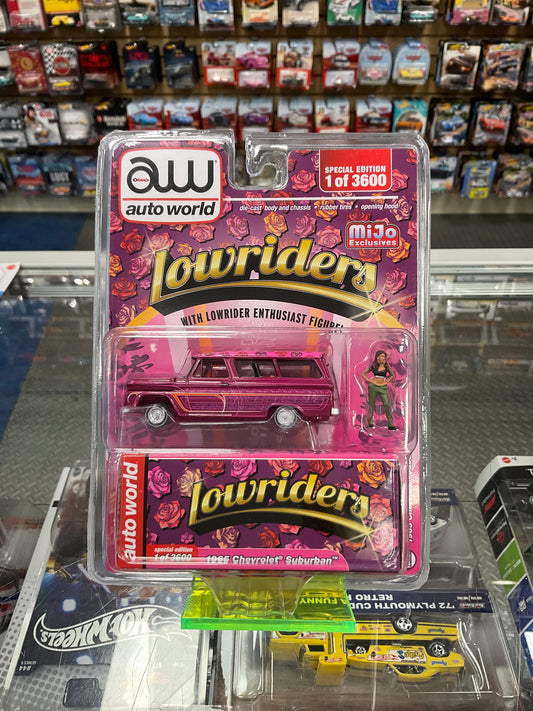 aw
auto world
SPECIAL EDITION
1 of 3600
die-cast body and chassis • rubber tires • opening hood
MiJo
Exclusives
Lowriders
WITH LOWRIDER ENTHUSIAST FIGURE!
auto world
Lowriders
special edition
1 of 3600
1965 Chevrolet® Suburban™
HOT WHEELS
A FUNNY
'72 PLYMOUTH CUD
RETRO